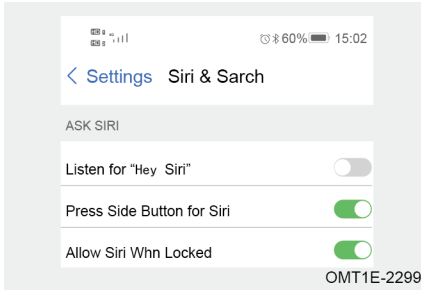 60% 15:02
Settings Siri & Sarch
ASK SIRI
Listen for “Hey Siri”
Press Side Button for Siri
Allow Siri Whn Locked
OMT1E-2299